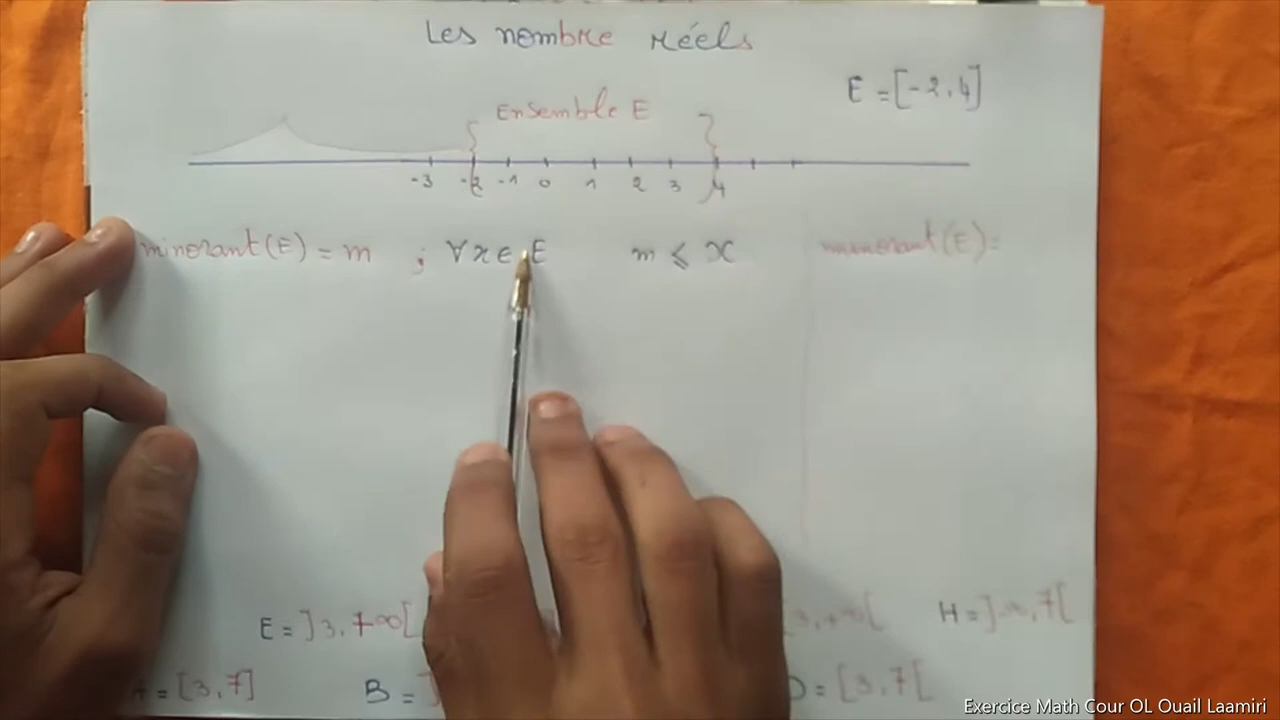 Les nombre réels
E = [-2, 4]
Ensemble E
-3 -2 -1 0 1 2 3 4
minorant(E) = m ; ∀x ∈ E m ⩽ x
minorant(E) =
E = ]3, +∞[
3, +∞[
H = ]-∞, 7[
A = [3, 7]
B = ]
D = [3, 7[
Exercice Math Cour OL Ouail Laamiri